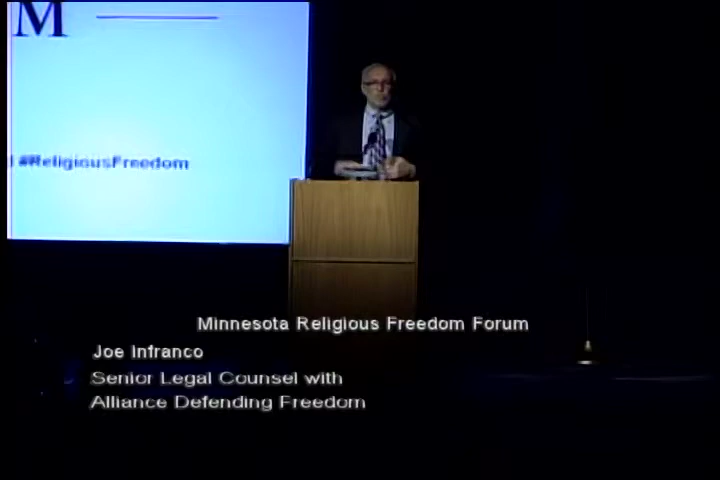 M
#ReligiousFreedom
Minnesota Religious Freedom Forum
Joe Infranco
Senior Legal Counsel with
Alliance Defending Freedom